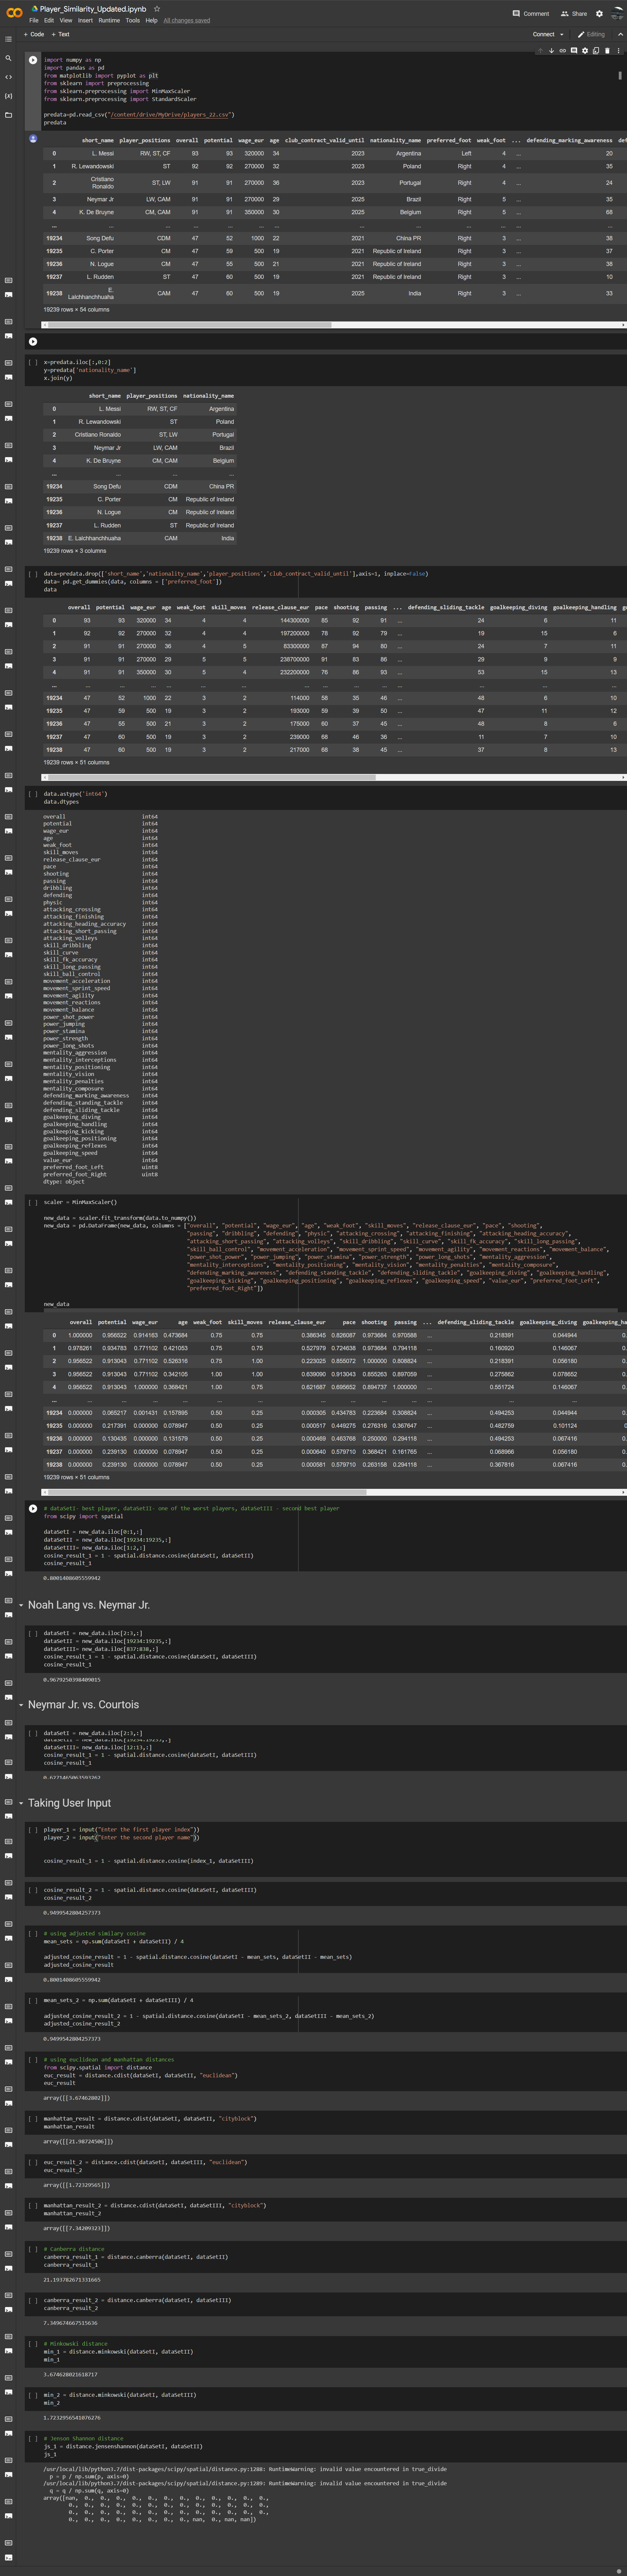 Player_Similarity_Updated.ipynb
File Edit View Insert Runtime Tools Help All changes saved
Comment Share
+ Code + Text
Connect Editing
import numpy as np
import pandas as pd
from matplotlib import pyplot as plt
from sklearn import preprocessing
from sklearn.preprocessing import MinMaxScaler
from sklearn.preprocessing import StandardScaler
predata=pd.read_csv("/content/drive/MyDrive/players_22.csv")
predata
short_name player_positions overall potential wage_eur age club_contract_valid_until nationality_name preferred_foot weak_foot ... defending_marking_awareness
0 L. Messi RW, ST, CF 93 93 320000 34 2023 Argentina Left 4 ... 20
1 R. Lewandowski ST 92 92 270000 32 2023 Poland Right 4 ... 35
2 Cristiano Ronaldo ST, LW 91 91 270000 36 2023 Portugal Right 4 ... 24
3 Neymar Jr LW, CAM 91 91 270000 29 2025 Brazil Right 5 ... 35
4 K. De Bruyne CM, CAM 91 91 350000 30 2025 Belgium Right 5 ... 68
... ... ... ... ... ... ... ... ... ... ... ... ...
19234 Song Defu CDM 47 52 1000 22 2021 China PR Right 3 ... 38
19235 C. Porter CM 47 59 500 19 2021 Republic of Ireland Right 3 ... 37
19236 N. Logue CM 47 55 500 21 2021 Republic of Ireland Right 3 ... 38
19237 L. Rudden ST 47 60 500 19 2021 Republic of Ireland Right 3 ... 10
19238 E. Lalchhanchhuaha CAM 47 60 500 19 2025 India Right 3 ... 33
19239 rows × 54 columns
x=predata.iloc[:,0:2]
y=predata['nationality_name']
x.join(y)
short_name player_positions nationality_name
0 L. Messi RW, ST, CF Argentina
1 R. Lewandowski ST Poland
2 Cristiano Ronaldo ST, LW Portugal
3 Neymar Jr LW, CAM Brazil
4 K. De Bruyne CM, CAM Belgium
... ... ... ...
19234 Song Defu CDM China PR
19235 C. Porter CM Republic of Ireland
19236 N. Logue CM Republic of Ireland
19237 L. Rudden ST Republic of Ireland
19238 E. Lalchhanchhuaha CAM India
19239 rows × 3 columns
data=predata.drop(['short_name','nationality_name','player_positions','club_contract_valid_until'],axis=1, inplace=False)
data= pd.get_dummies(data, columns = ['preferred_foot'])
data
overall potential wage_eur age weak_foot skill_moves release_clause_eur pace shooting passing ... defending_sliding_tackle goalkeeping_diving goalkeeping_handling
0 93 93 320000 34 4 4 144300000 85 92 91 ... 24 6 11
1 92 92 270000 32 4 4 197200000 78 92 79 ... 19 15 6
2 91 91 270000 36 4 5 83300000 87 94 80 ... 24 7 11
3 91 91 270000 29 5 5 238700000 91 83 86 ... 29 9 9
4 91 91 350000 30 5 4 232200000 76 86 93 ... 53 15 13
... ... ... ... ... ... ... ... ... ... ... ... ... ... ...
19234 47 52 1000 22 3 2 114000 58 35 46 ... 48 6 10
19235 47 59 500 19 3 2 193000 59 39 50 ... 47 11 12
19236 47 55 500 21 3 2 175000 60 37 45 ... 48 8 6
19237 47 60 500 19 3 2 239000 68 46 36 ... 11 7 10
19238 47 60 500 19 3 2 217000 68 38 45 ... 37 8 13
19239 rows × 51 columns
data.astype('int64')
data.dtypes
overall int64
potential int64
wage_eur int64
age int64
weak_foot int64
skill_moves int64
release_clause_eur int64
pace int64
shooting int64
passing int64
dribbling int64
defending int64
physic int64
attacking_crossing int64
attacking_finishing int64
attacking_heading_accuracy int64
attacking_short_passing int64
attacking_volleys int64
skill_dribbling int64
skill_curve int64
skill_fk_accuracy int64
skill_long_passing int64
skill_ball_control int64
movement_acceleration int64
movement_sprint_speed int64
movement_agility int64
movement_reactions int64
movement_balance int64
power_shot_power int64
power_jumping int64
power_stamina int64
power_strength int64
power_long_shots int64
mentality_aggression int64
mentality_interceptions int64
mentality_positioning int64
mentality_vision int64
mentality_penalties int64
mentality_composure int64
defending_marking_awareness int64
defending_standing_tackle int64
defending_sliding_tackle int64
goalkeeping_diving int64
goalkeeping_handling int64
goalkeeping_kicking int64
goalkeeping_positioning int64
goalkeeping_reflexes int64
goalkeeping_speed int64
value_eur int64
preferred_foot_Left uint8
preferred_foot_Right uint8
dtype: object
scaler = MinMaxScaler()
new_data = scaler.fit_transform(data.to_numpy())
new_data = pd.DataFrame(new_data, columns = ["overall", "potential", "wage_eur", "age", "weak_foot", "skill_moves", "release_clause_eur", "pace", "shooting",
"passing", "dribbling", "defending", "physic", "attacking_crossing", "attacking_finishing", "attacking_heading_accuracy",
"attacking_short_passing", "attacking_volleys", "skill_dribbling", "skill_curve", "skill_fk_accuracy", "skill_long_passing",
"skill_ball_control", "movement_acceleration", "movement_sprint_speed", "movement_agility", "movement_reactions", "movement_balance",
"power_shot_power", "power_jumping", "power_stamina", "power_strength", "power_long_shots", "mentality_aggression",
"mentality_interceptions", "mentality_positioning", "mentality_vision", "mentality_penalties", "mentality_composure",
"defending_marking_awareness", "defending_standing_tackle", "defending_sliding_tackle", "goalkeeping_diving", "goalkeeping_handling",
"goalkeeping_kicking", "goalkeeping_positioning", "goalkeeping_reflexes", "goalkeeping_speed", "value_eur", "preferred_foot_Left",
"preferred_foot_Right"])
new_data
overall potential wage_eur age weak_foot skill_moves release_clause_eur pace shooting passing ... defending_sliding_tackle goalkeeping_diving
0 1.000000 0.956522 0.914163 0.473684 0.75 0.75 0.386345 0.826087 0.973684 0.970588 ... 0.218391 0.044944
1 0.978261 0.934783 0.771102 0.421053 0.75 0.75 0.527979 0.724638 0.973684 0.794118 ... 0.160920 0.146067
2 0.956522 0.913043 0.771102 0.526316 0.75 1.00 0.223025 0.855072 1.000000 0.808824 ... 0.218391 0.056180
3 0.956522 0.913043 0.771102 0.342105 1.00 1.00 0.639090 0.913043 0.855263 0.897059 ... 0.275862 0.078652
4 0.956522 0.913043 1.000000 0.368421 1.00 0.75 0.621687 0.695652 0.894737 1.000000 ... 0.551724 0.146067
... ... ... ... ... ... ... ... ... ... ... ... ... ...
19234 0.000000 0.065217 0.001431 0.157895 0.50 0.25 0.000305 0.434783 0.223684 0.308824 ... 0.494253 0.044944
19235 0.000000 0.217391 0.000000 0.078947 0.50 0.25 0.000517 0.449275 0.276316 0.367647 ... 0.482759 0.101124
19236 0.000000 0.130435 0.000000 0.131579 0.50 0.25 0.000469 0.463768 0.250000 0.294118 ... 0.494253 0.067416
19237 0.000000 0.239130 0.000000 0.078947 0.50 0.25 0.000640 0.579710 0.368421 0.161765 ... 0.068966 0.056180
19238 0.000000 0.239130 0.000000 0.078947 0.50 0.25 0.000581 0.579710 0.263158 0.294118 ... 0.367816 0.067416
19239 rows × 51 columns
# dataSetI- best player, dataSetII- one of the worst players, dataSetIII - second best player
from scipy import spatial
dataSetI = new_data.iloc[0:1,:]
dataSetII = new_data.iloc[19234:19235,:]
dataSetIII= new_data.iloc[1:2,:]
cosine_result_1 = 1 - spatial.distance.cosine(dataSetI, dataSetII)
cosine_result_1
0.8001408605559942
Noah Lang vs. Neymar Jr.
dataSetI = new_data.iloc[2:3,:]
dataSetII = new_data.iloc[19234:19235,:]
dataSetIII= new_data.iloc[837:838,:]
cosine_result_1 = 1 - spatial.distance.cosine(dataSetI, dataSetIII)
cosine_result_1
0.9679250398409015
Neymar Jr. vs. Courtois
dataSetI = new_data.iloc[2:3,:]
dataSetII = new_data.iloc[19234:19235,:]
dataSetIII= new_data.iloc[12:13,:]
cosine_result_1 = 1 - spatial.distance.cosine(dataSetI, dataSetIII)
cosine_result_1
Taking User Input
player_1 = input("Enter the first player index"))
player_2 = input("Enter the second player name"))
cosine_result_1 = 1 - spatial.distance.cosine(index_1, dataSetIII)
cosine_result_2 = 1 - spatial.distance.cosine(dataSetI, dataSetIII)
cosine_result_2
0.9499542804257373
# using adjusted similary cosine
mean_sets = np.sum(dataSetI + dataSetII) / 4
adjusted_cosine_result = 1 - spatial.distance.cosine(dataSetI - mean_sets, dataSetII - mean_sets)
adjusted_cosine_result
0.8001408605559942
mean_sets_2 = np.sum(dataSetI + dataSetIII) / 4
adjusted_cosine_result_2 = 1 - spatial.distance.cosine(dataSetI - mean_sets_2, dataSetIII - mean_sets_2)
adjusted_cosine_result_2
0.9499542804257373
# using euclidean and manhattan distances
from scipy.spatial import distance
euc_result = distance.cdist(dataSetI, dataSetII, "euclidean")
euc_result
array([[3.67462802]])
manhattan_result = distance.cdist(dataSetI, dataSetII, "cityblock")
manhattan_result
array([[21.98724506]])
euc_result_2 = distance.cdist(dataSetI, dataSetIII, "euclidean")
euc_result_2
array([[1.72329565]])
manhattan_result_2 = distance.cdist(dataSetI, dataSetIII, "cityblock")
manhattan_result_2
array([[7.34209323]])
# Canberra distance
canberra_result_1 = distance.canberra(dataSetI, dataSetII)
canberra_result_1
21.193782671331665
canberra_result_2 = distance.canberra(dataSetI, dataSetIII)
canberra_result_2
7.349674667515636
# Minkowski distance
min_1 = distance.minkowski(dataSetI, dataSetII)
min_1
3.674628021618717
min_2 = distance.minkowski(dataSetI, dataSetIII)
min_2
1.7232956541076276
# Jenson Shannon distance
js_1 = distance.jensenshannon(dataSetI, dataSetII)
js_1
/usr/local/lib/python3.7/dist-packages/scipy/spatial/distance.py:1288: RuntimeWarning: invalid value encountered in true_divide
p = p / np.sum(p, axis=0)
/usr/local/lib/python3.7/dist-packages/scipy/spatial/distance.py:1289: RuntimeWarning: invalid value encountered in true_divide
q = q / np.sum(q, axis=0)
array([nan, 0., 0., 0., 0., 0., 0., 0., 0., 0., 0., 0., 0.,
0., 0., 0., 0., 0., 0., 0., 0., 0., 0., 0., 0., 0.,
0., 0., 0., 0., 0., 0., 0., 0., 0., 0., 0., 0., 0.,
0., 0., 0., 0., 0., 0., 0., 0., nan, 0., nan, nan])